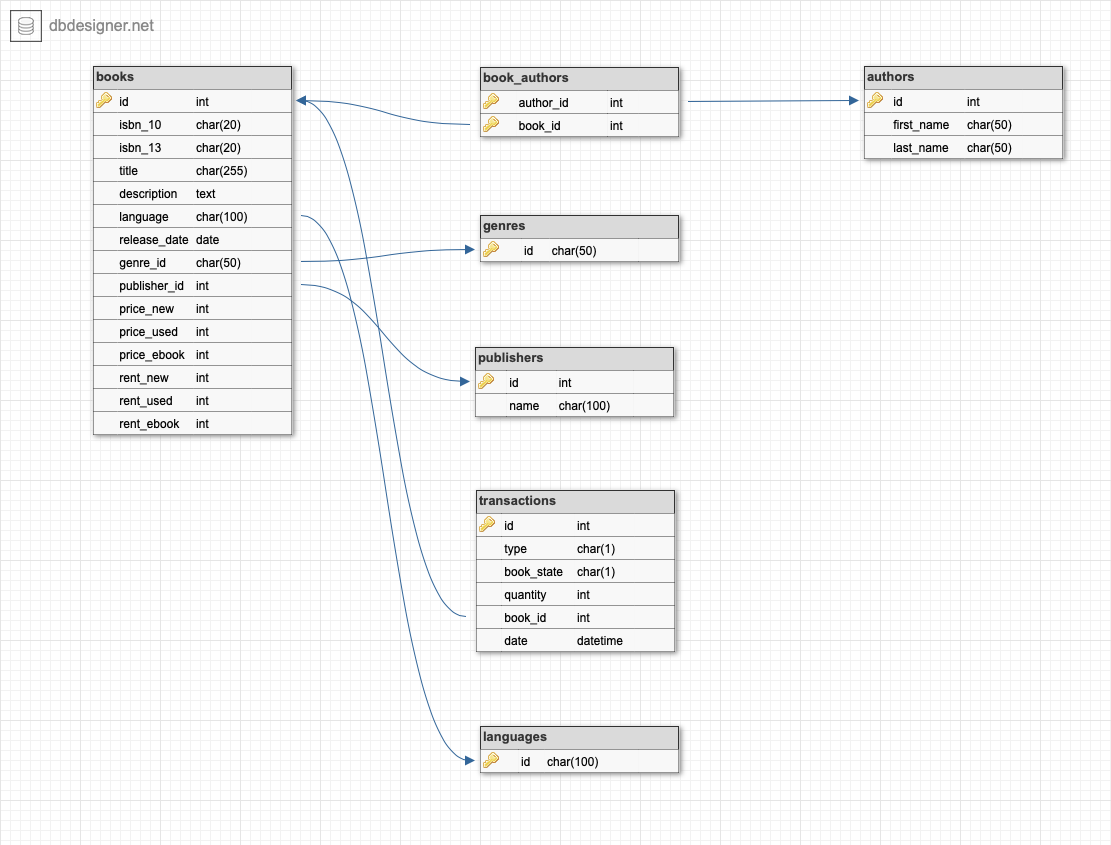 dbdesigner.net
books
id int
isbn_10 char(20)
isbn_13 char(20)
title char(255)
description text
language char(100)
release_date date
genre_id char(50)
publisher_id int
price_new int
price_used int
price_ebook int
rent_new int
rent_used int
rent_ebook int
book_authors
author_id int
book_id int
authors
id int
first_name char(50)
last_name char(50)
genres
id char(50)
publishers
id int
name char(100)
transactions
id int
type char(1)
book_state char(1)
quantity int
book_id int
date datetime
languages
id char(100)